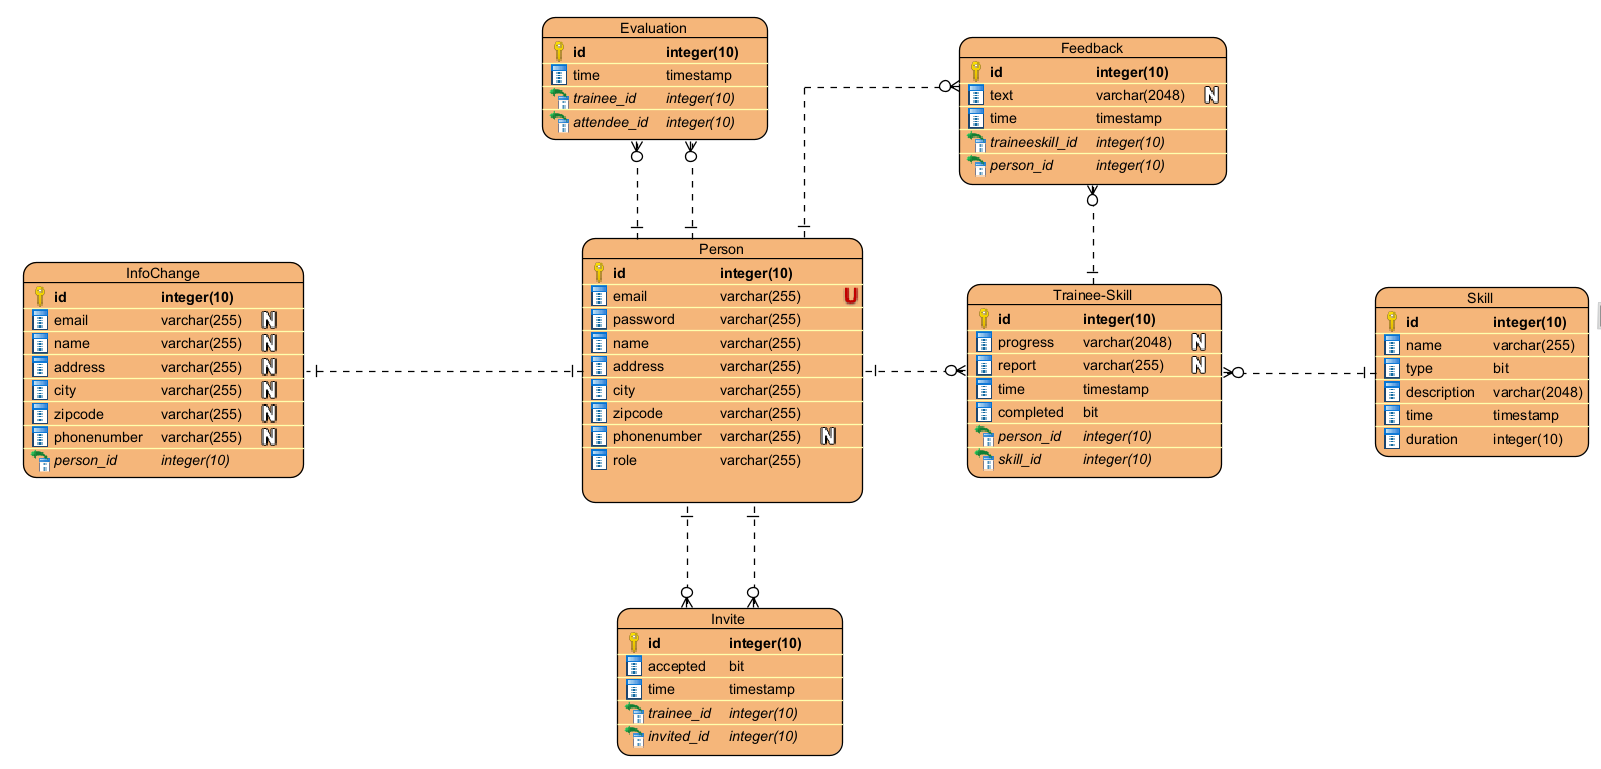 Evaluation
id integer(10)
time timestamp
trainee_id integer(10)
attendee_id integer(10)
Feedback
id integer(10)
text varchar(2048) N
time timestamp
traineeskill_id integer(10)
person_id integer(10)
InfoChange
id integer(10)
email varchar(255) N
name varchar(255) N
address varchar(255) N
city varchar(255) N
zipcode varchar(255) N
phonenumber varchar(255) N
person_id integer(10)
Person
id integer(10)
email varchar(255) U
password varchar(255)
name varchar(255)
address varchar(255)
city varchar(255)
zipcode varchar(255)
phonenumber varchar(255) N
role varchar(255)
Trainee-Skill
id integer(10)
progress varchar(2048) N
report varchar(255) N
time timestamp
completed bit
person_id integer(10)
skill_id integer(10)
Skill
id integer(10)
name varchar(255)
type bit
description varchar(2048)
time timestamp
duration integer(10)
Invite
id integer(10)
accepted bit
time timestamp
trainee_id integer(10)
invited_id integer(10)